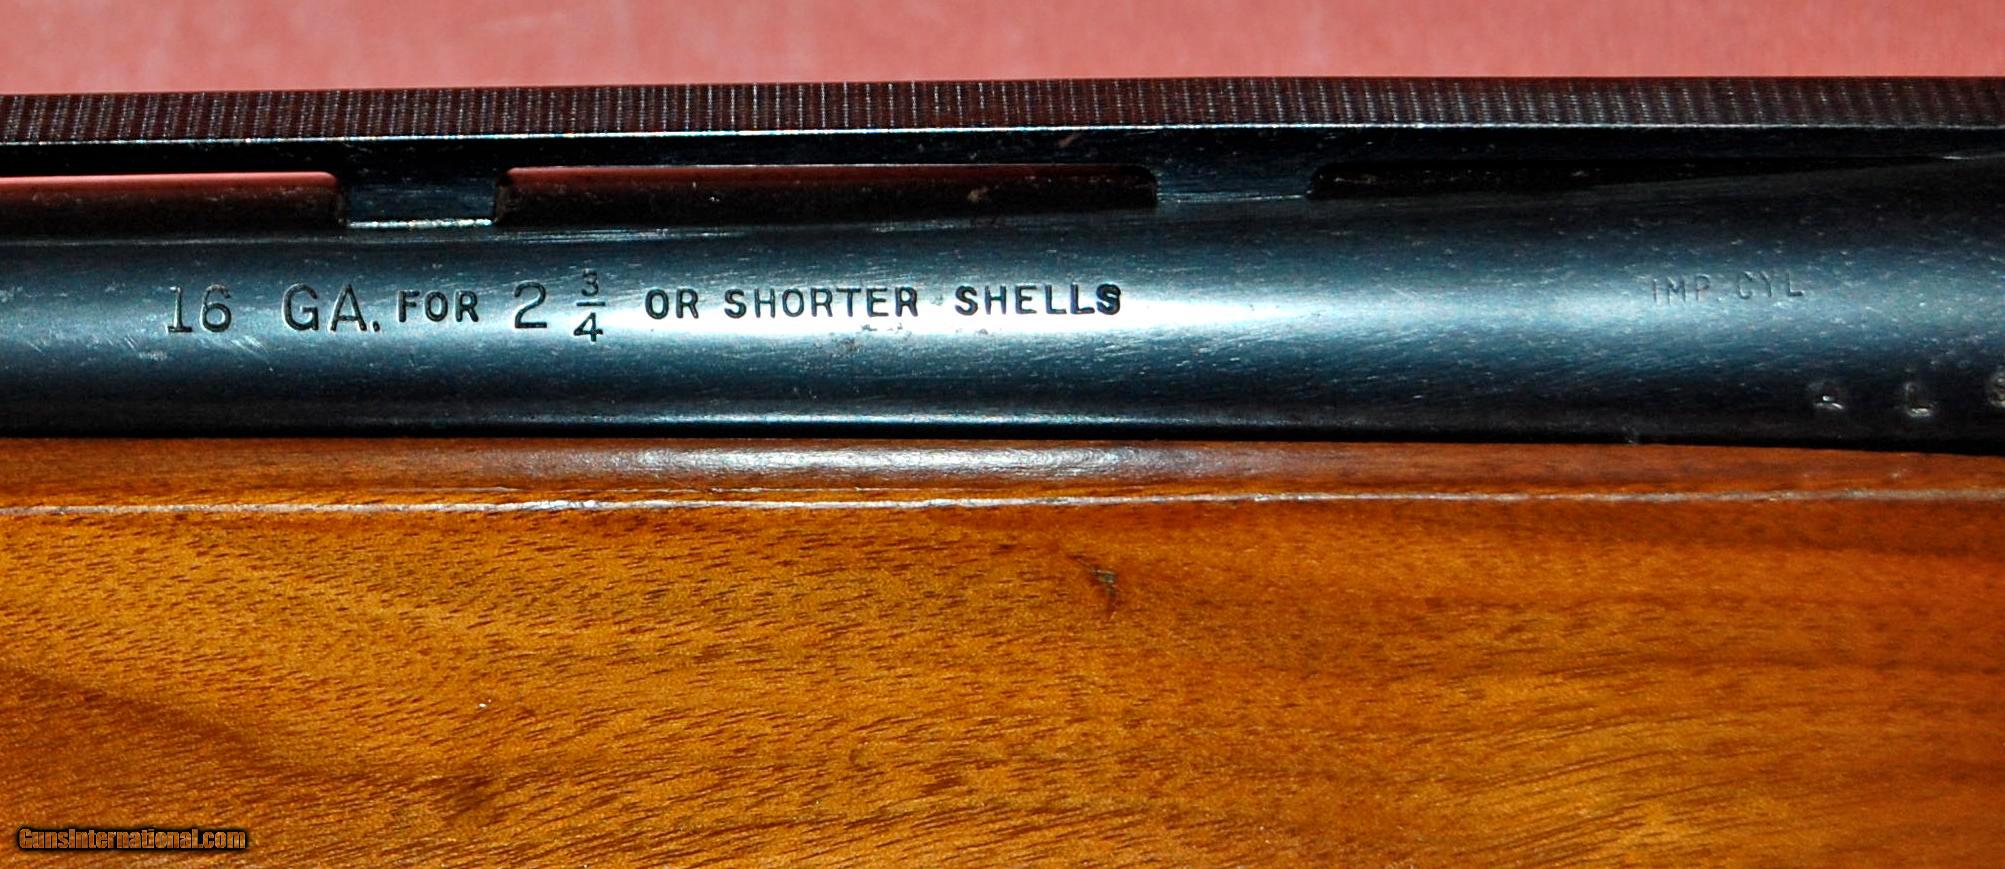 16 GA. FOR 2 3/4 OR SHORTER SHELLS
IMP. CYL
GunsInternational.com